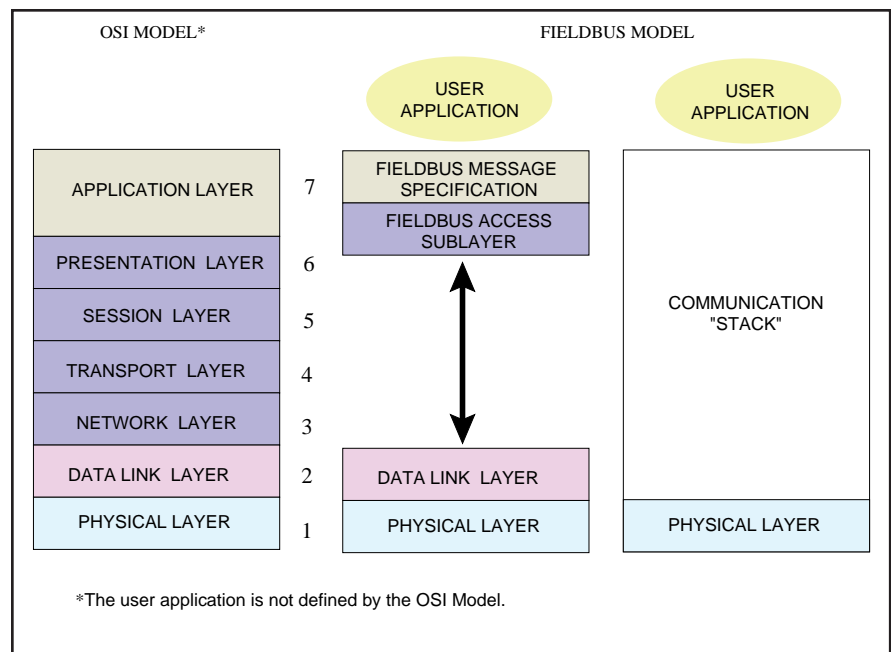 OSI MODEL*
FIELDBUS MODEL
USER
APPLICATION
USER
APPLICATION
APPLICATION LAYER
7
FIELDBUS MESSAGE
SPECIFICATION
FIELDBUS ACCESS
SUBLAYER
PRESENTATION LAYER
6
SESSION LAYER
5
COMMUNICATION
"STACK"
TRANSPORT LAYER
4
NETWORK LAYER
3
DATA LINK LAYER
2
DATA LINK LAYER
PHYSICAL LAYER
1
PHYSICAL LAYER
PHYSICAL LAYER
*The user application is not defined by the OSI Model.